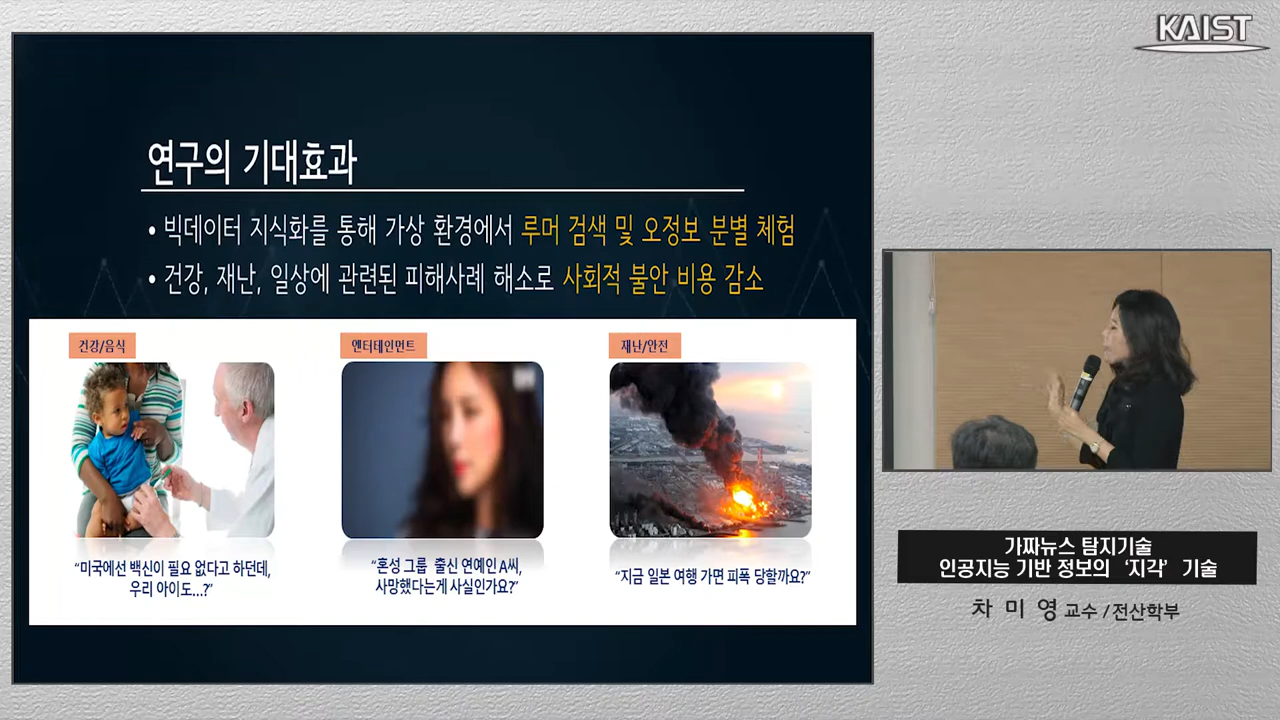 KAIST
연구의 기대효과
• 빅데이터 지식화를 통해 가상 환경에서 루머 검색 및 오정보 분별 체험
• 건강, 재난, 일상에 관련된 피해사례 해소로 사회적 불안 비용 감소
건강/음식
엔터테인먼트
재난/안전
“미국에선 백신이 필요 없다고 하던데,
우리 아이도...?”
“혼성 그룹 출신 연예인 A씨,
사망했다는게 사실인가요?”
“지금 일본 여행 가면 피폭 당할까요?”
가짜뉴스 탐지기술
인공지능 기반 정보의 ‘지각’ 기술
차 미 영 교수 / 전산학부